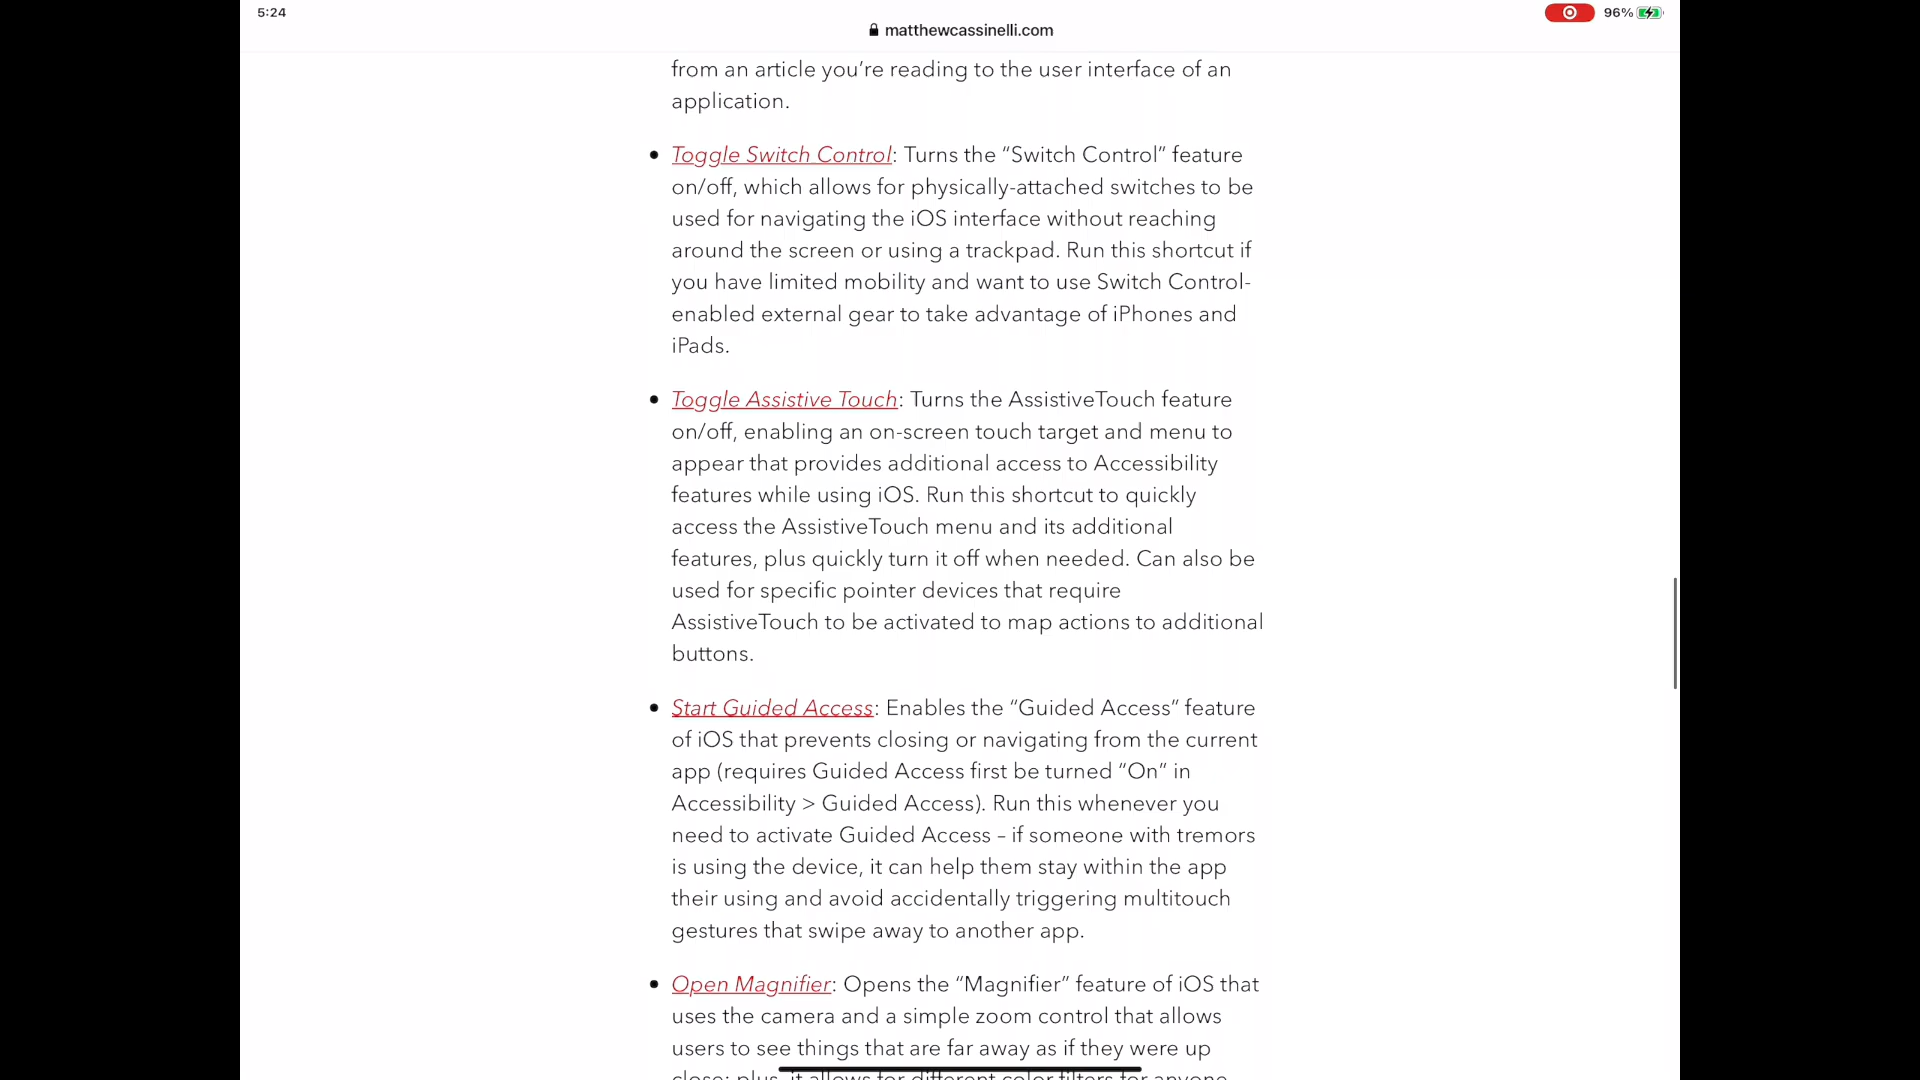 5:24
96%
matthewcassinelli.com
from an article you’re reading to the user interface of an
application.
• Toggle Switch Control: Turns the “Switch Control” feature
on/off, which allows for physically-attached switches to be
used for navigating the iOS interface without reaching
around the screen or using a trackpad. Run this shortcut if
you have limited mobility and want to use Switch Control-
enabled external gear to take advantage of iPhones and
iPads.
• Toggle Assistive Touch: Turns the AssistiveTouch feature
on/off, enabling an on-screen touch target and menu to
appear that provides additional access to Accessibility
features while using iOS. Run this shortcut to quickly
access the AssistiveTouch menu and its additional
features, plus quickly turn it off when needed. Can also be
used for specific pointer devices that require
AssistiveTouch to be activated to map actions to additional
buttons.
• Start Guided Access: Enables the “Guided Access” feature
of iOS that prevents closing or navigating from the current
app (requires Guided Access first be turned “On” in
Accessibility > Guided Access). Run this whenever you
need to activate Guided Access – if someone with tremors
is using the device, it can help them stay within the app
their using and avoid accidentally triggering multitouch
gestures that swipe away to another app.
• Open Magnifier: Opens the “Magnifier” feature of iOS that
uses the camera and a simple zoom control that allows
users to see things that are far away as if they were up
close; plus, it allows for different color filters for anyone